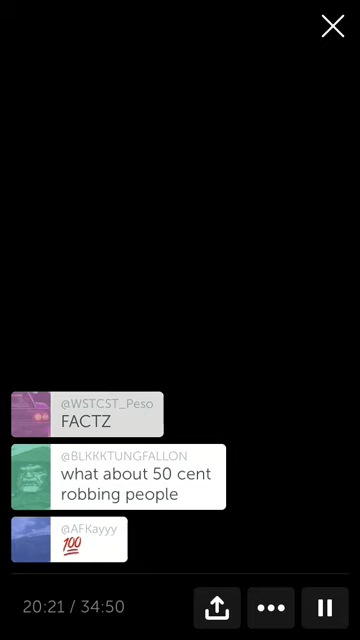 @WSTCST_Peso
FACTZ
@BLKKKTUNGFALLON
what about 50 cent
robbing people
@AFKayyy
💯
20:21 / 34:50